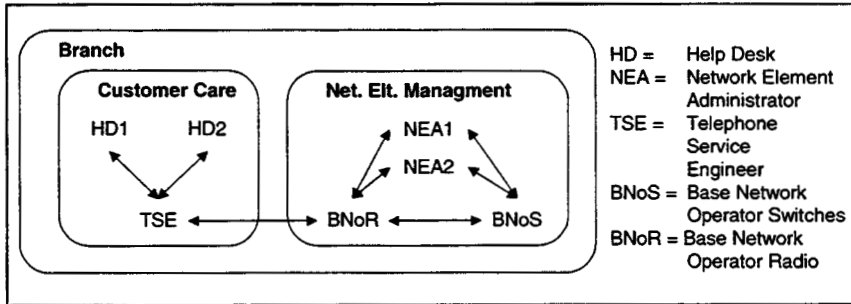 Branch
Customer Care
Net. Elt. Managment
HD1 HD2
NEA1
NEA2
TSE
BNoR
BNoS
HD = Help Desk
NEA = Network Element
Administrator
TSE = Telephone
Service
Engineer
BNoS = Base Network
Operator Switches
BNoR = Base Network
Operator Radio